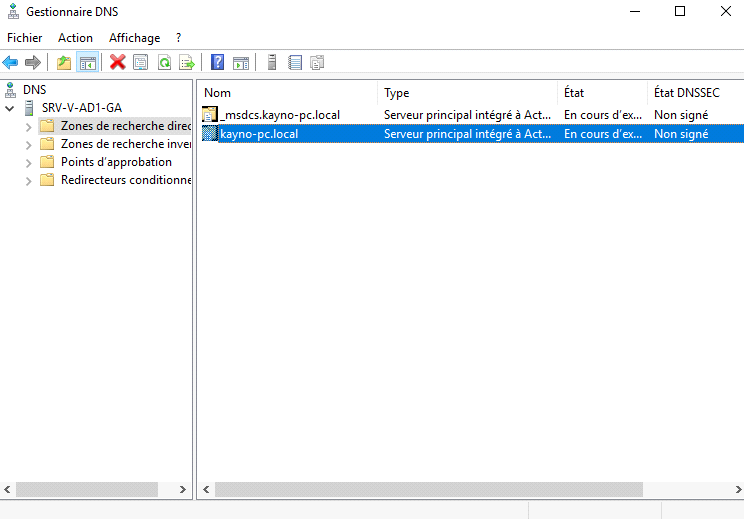 Gestionnaire DNS
Fichier Action Affichage ?
DNS
SRV-V-AD1-GA
Zones de recherche direc
Zones de recherche inver
Points d'approbation
Redirecteurs conditionne
Nom Type État État DNSSEC
_msdcs.kayno-pc.local Serveur principal intégré à Act... En cours d'ex... Non signé
kayno-pc.local Serveur principal intégré à Act... En cours d'ex... Non signé